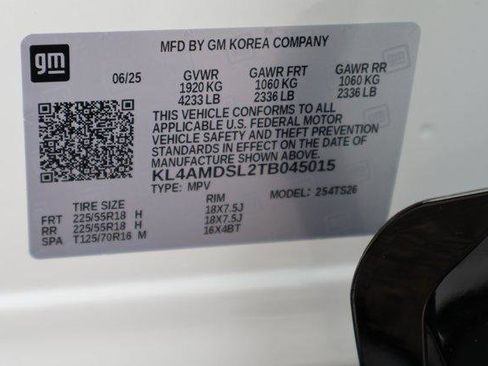 gm
MFD BY GM KOREA COMPANY
06/25 GVWR GAWR FRT GAWR RR
1920 KG 1060 KG 1060 KG
4233 LB 2336 LB 2336 LB
THIS VEHICLE CONFORMS TO ALL
APPLICABLE U.S. FEDERAL MOTOR
VEHICLE SAFETY AND THEFT PREVENTION
STANDARDS IN EFFECT ON THE DATE OF
MANUFACTURE SHOWN ABOVE.
KL4AMDSL2TB045015
TYPE: MPV MODEL: 254TS26
TIRE SIZE RIM
FRT 225/55R18 H 18X7.5J
RR 225/55R18 H 18X7.5J
SPA T125/70R16 M 16X4BT